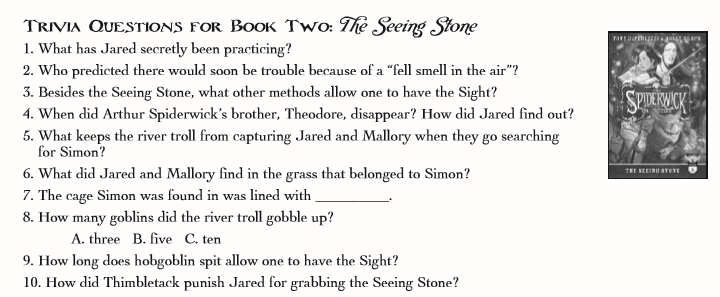 Trivia Questions for Book Two: The Seeing Stone
1. What has Jared secretly been practicing?
2. Who predicted there would soon be trouble because of a “fell smell in the air”?
3. Besides the Seeing Stone, what other methods allow one to have the Sight?
4. When did Arthur Spiderwick’s brother, Theodore, disappear? How did Jared find out?
5. What keeps the river troll from capturing Jared and Mallory when they go searching
for Simon?
6. What did Jared and Mallory find in the grass that belonged to Simon?
7. The cage Simon was found in was lined with __________.
8. How many goblins did the river troll gobble up?
A. three B. five C. ten
9. How long does hobgoblin spit allow one to have the Sight?
10. How did Thimbletack punish Jared for grabbing the Seeing Stone?
SPIDERWICK
THE SEEING STONE